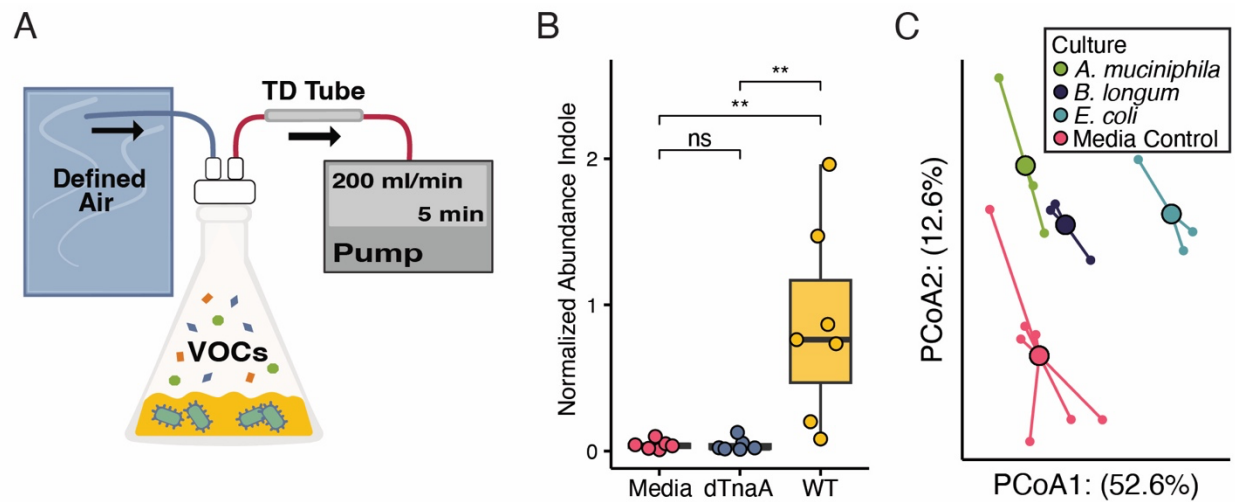 A
TD Tube
Defined
Air
200 ml/min
5 min
Pump
VOCs
B
Normalized Abundance Indole
2
1
0
**
**
ns
Media
dTnaA
WT
C
Culture
A. muciniphila
B. longum
E. coli
Media Control
PCoA2: (12.6%)
PCoA1: (52.6%)